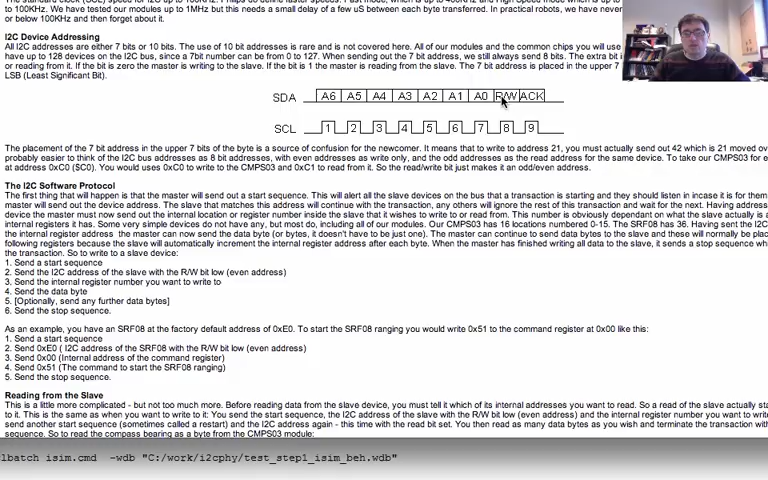 The standard clock (SCL) speed for I2C up to 100KHz. Philips do define faster speeds: Fast mode, which is up to 400KHz and High Speed mode which is up to
to 100KHz. We have tested our modules up to 1MHz but this needs a small delay of a few uS between each byte transferred. In practical robots, we have never
to 100KHz and then forget about it.
I2C Device Addressing
All I2C addresses are either 7 bits or 10 bits. The use of 10 bit addresses is rare and is not covered here. All of our modules and the common chips you will use
have up to 128 devices on the I2C bus, since a 7bit number can be from 0 to 127. When sending out the 7 bit address, we still always send 8 bits. The extra bit i
or reading from it. If the bit is zero the master is writing to the slave. If the bit is 1 the master is reading from the slave. The 7 bit address is placed in the upper 7
LSB (Least Significant Bit).
SDA A6 A5 A4 A3 A2 A1 A0 R/W ACK
SCL 1 2 3 4 5 6 7 8 9
The placement of the 7 bit address in the upper 7 bits of the byte is a source of confusion for the newcomer. It means that to write to address 21, you must actually send out 42 which is 21 moved ov
probably easier to think of the I2C bus addresses as 8 bit addresses, with even addresses as write only, and the odd addresses as the read address for the same device. To take our CMPS03 for e
at address 0xC0 ($C0). You would uses 0xC0 to write to the CMPS03 and 0xC1 to read from it. So the read/write bit just makes it an odd/even address.
The I2C Software Protocol
The first thing that will happen is that the master will send out a start sequence. This will alert all the slave devices on the bus that a transaction is starting and they should listen in incase it is for them
master will send out the device address. The slave that matches this address will continue with the transaction, any others will ignore the rest of this transaction and wait for the next. Having address
device the master must now send out the internal location or register number inside the slave that it wishes to write to or read from. This number is obviously dependant on what the slave actually is a
internal registers it has. Some very simple devices do not have any, but most do, including all of our modules. Our CMPS03 has 16 locations numbered 0-15. The SRF08 has 36. Having sent the I2C
the internal register address the master can now send the data byte (or bytes, it doesn't have to be just one). The master can continue to send data bytes to the slave and these will normally be plac
following registers because the slave will automatically increment the internal register address after each byte. When the master has finished writing all data to the slave, it sends a stop sequence wh
the transaction. So to write to a slave device:
1. Send a start sequence
2. Send the I2C address of the slave with the R/W bit low (even address)
3. Send the internal register number you want to write to
4. Send the data byte
5. [Optionally, send any further data bytes]
6. Send the stop sequence.
As an example, you have an SRF08 at the factory default address of 0xE0. To start the SRF08 ranging you would write 0x51 to the command register at 0x00 like this:
1. Send a start sequence
2. Send 0xE0 ( I2C address of the SRF08 with the R/W bit low (even address)
3. Send 0x00 (Internal address of the command register)
4. Send 0x51 (The command to start the SRF08 ranging)
5. Send the stop sequence.
Reading from the Slave
This is a little more complicated - but not too much more. Before reading data from the slave device, you must tell it which of its internal addresses you want to read. So a read of the slave actually sta
to it. This is the same as when you want to write to it: You send the start sequence, the I2C address of the slave with the R/W bit low (even address) and the internal register number you want to write
send another start sequence (sometimes called a restart) and the I2C address again - this time with the read bit set. You then read as many data bytes as you wish and terminate the transaction with
sequence. So to read the compass bearing as a byte from the CMPS03 module:
lbatch isim.cmd -wdb "C:/work/i2cphy/test_step1_isim_beh.wdb"